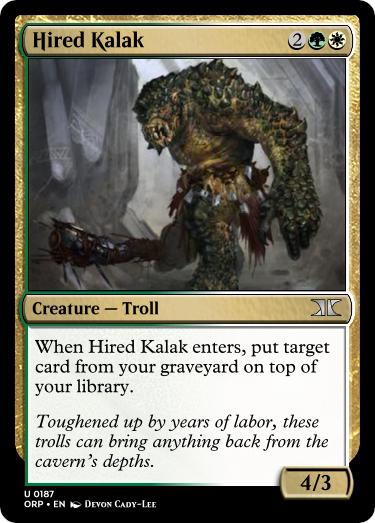 Hired Kalak 2
Creature — Troll
When Hired Kalak enters, put target
card from your graveyard on top of
your library.
Toughened up by years of labor, these
trolls can bring anything back from the
cavern's depths.
4/3
U 0187
ORP • EN Devon Cady-Lee